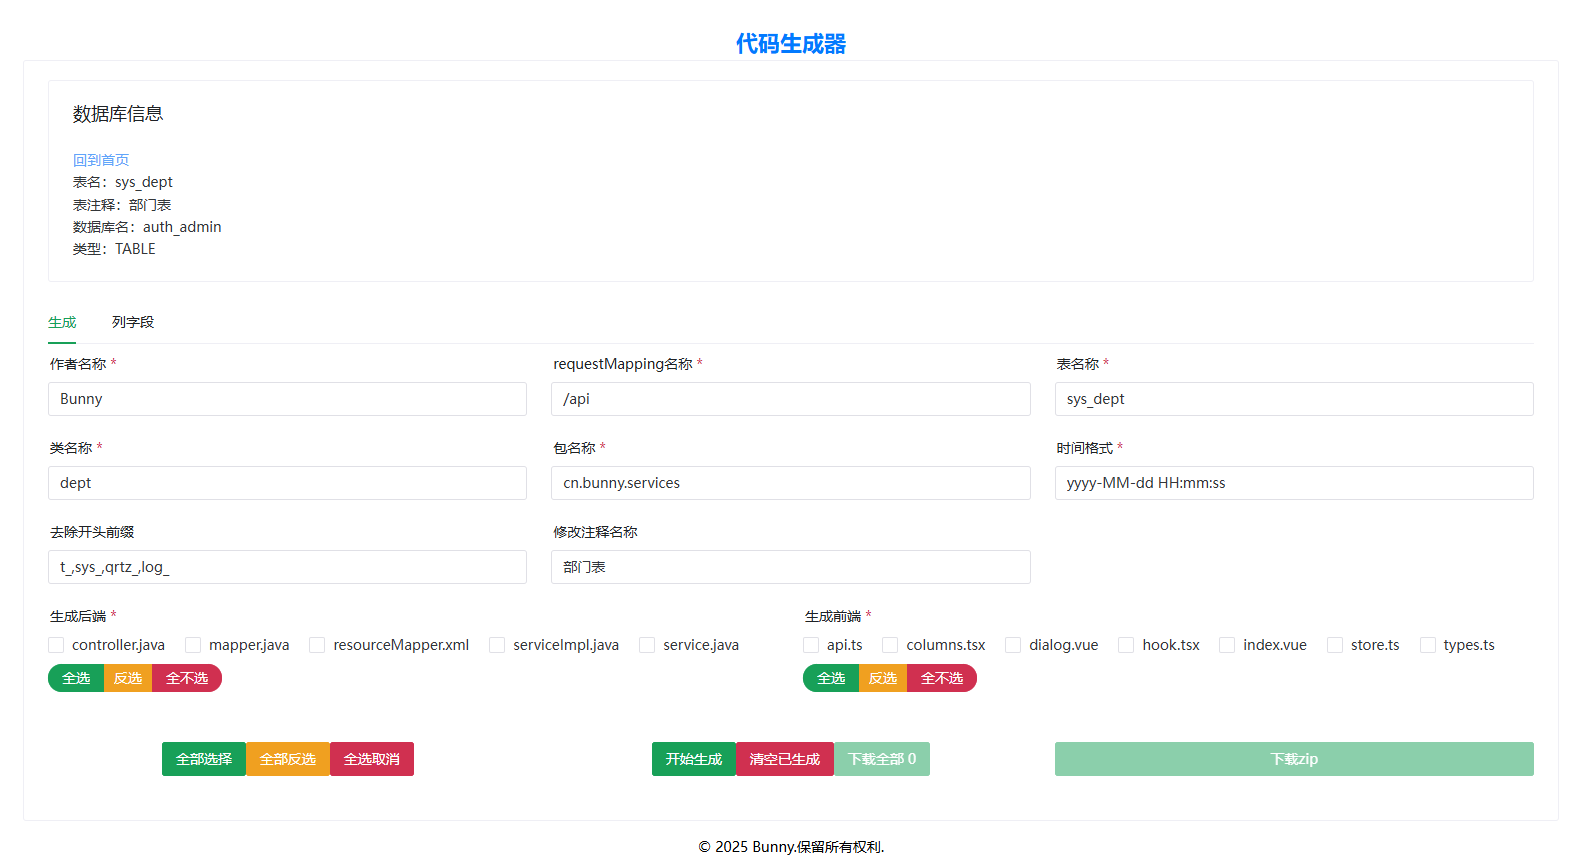 代码生成器
数据库信息
回到首页
表名：sys_dept
表注释：部门表
数据库名：auth_admin
类型：TABLE
生成 列字段
作者名称 * requestMapping名称 * 表名称 *
Bunny /api sys_dept
类名称 * 包名称 * 时间格式 *
dept cn.bunny.services yyyy-MM-dd HH:mm:ss
去除开头前缀 修改注释名称
t_,sys_,qrtz_,log_ 部门表
生成后端 * 生成前端 *
controller.java mapper.java resourceMapper.xml serviceImpl.java service.java api.ts columns.tsx dialog.vue hook.tsx index.vue store.ts types.ts
全选 反选 全不选 全选 反选 全不选
全部选择 全部反选 全选取消 开始生成 清空已生成 下载全部 0 下载zip
© 2025 Bunny.保留所有权利.